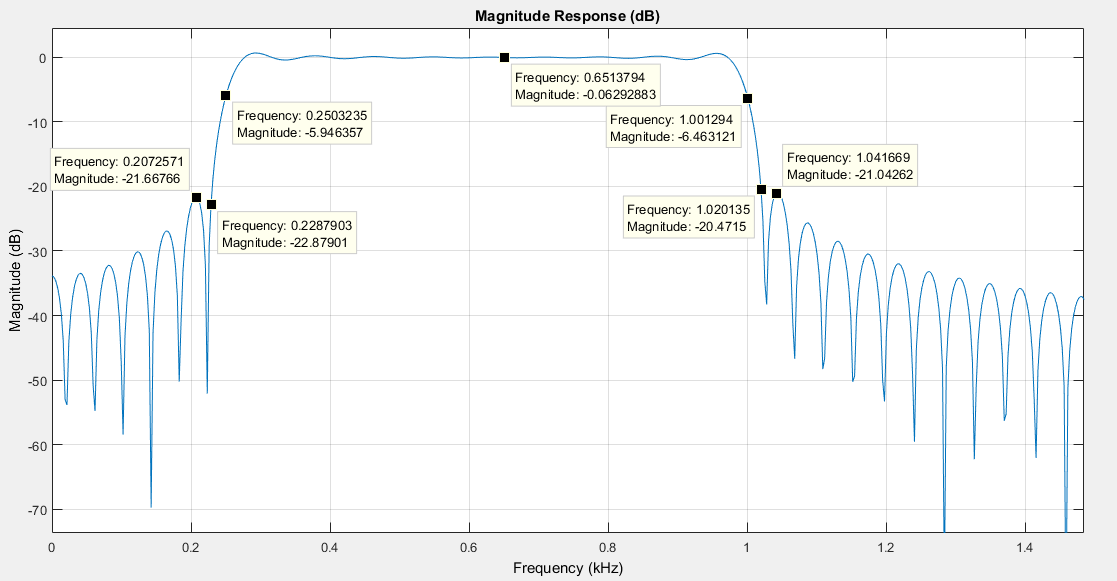 Magnitude Response (dB)
Magnitude (dB)
0
-10
-20
-30
-40
-50
-60
-70
Frequency: 0.6513794
Magnitude: -0.06292883
Frequency: 0.2503235
Magnitude: -5.946357
Frequency: 1.001294
Magnitude: -6.463121
Frequency: 0.2072571
Magnitude: -21.66766
Frequency: 1.041669
Magnitude: -21.04262
Frequency: 0.2287903
Magnitude: -22.87901
Frequency: 1.020135
Magnitude: -20.4715
0 0.2 0.4 0.6 0.8 1 1.2 1.4
Frequency (kHz)